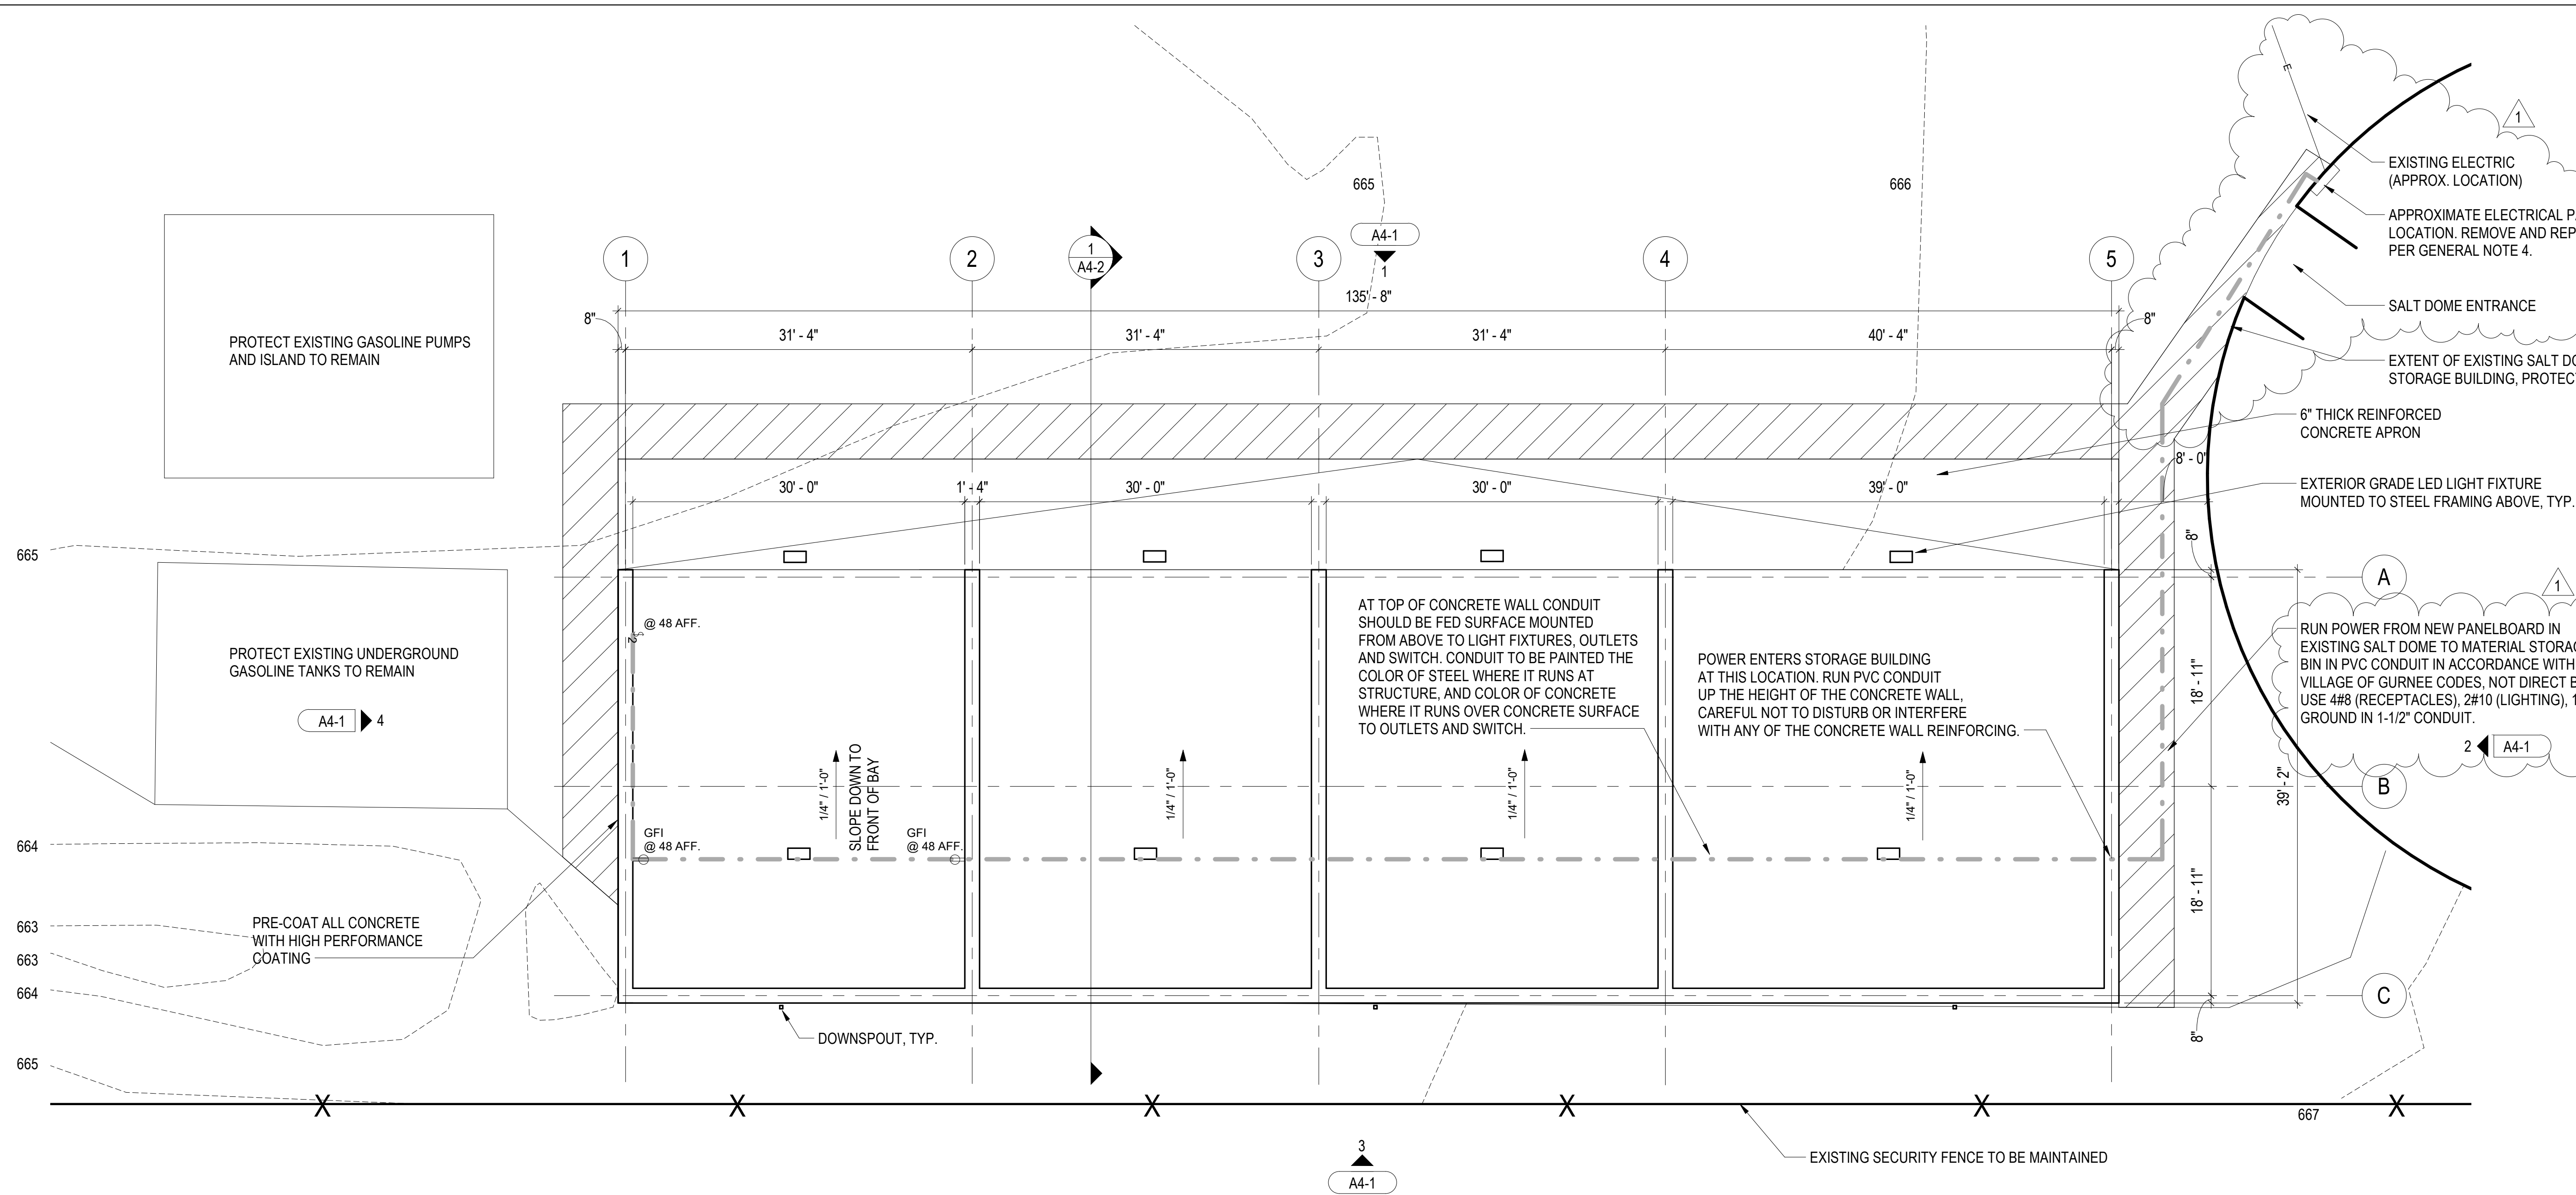 E
1
EXISTING ELECTRIC
(APPROX. LOCATION)
665
666
APPROXIMATE ELECTRICAL
LOCATION. REMOVE AND
PER GENERAL NOTE 4.
1
2
1
A4-2
3
A4-1
1
4
5
135' - 8"
SALT DOME ENTRANCE
8"
31' - 4"
31' - 4"
31' - 4"
40' - 4"
8"
PROTECT EXISTING GASOLINE PUMPS
AND ISLAND TO REMAIN
EXTENT OF EXISTING SALT
STORAGE BUILDING,
6" THICK REINFORCED
CONCRETE APRON
8' - 0"
30' - 0"
1' - 4"
30' - 0"
30' - 0"
39' - 0"
EXTERIOR GRADE LED LIGHT FIXTURE
MOUNTED TO STEEL FRAMING ABOVE, TYP.
665
8"
A
1
@ 48 AFF.
2
AT TOP OF CONCRETE WALL CONDUIT
SHOULD BE FED SURFACE MOUNTED
FROM ABOVE TO LIGHT FIXTURES, OUTLETS
AND SWITCH. CONDUIT TO BE PAINTED THE
COLOR OF STEEL WHERE IT RUNS AT
STRUCTURE, AND COLOR OF CONCRETE
WHERE IT RUNS OVER CONCRETE SURFACE
TO OUTLETS AND SWITCH.
POWER ENTERS STORAGE BUILDING
AT THIS LOCATION. RUN PVC CONDUIT
UP THE HEIGHT OF THE CONCRETE WALL,
CAREFUL NOT TO DISTURB OR INTERFERE
WITH ANY OF THE CONCRETE WALL REINFORCING.
RUN POWER FROM NEW PANELBOARD IN
EXISTING SALT DOME TO MATERIAL
BIN IN PVC CONDUIT IN ACCORDANCE WITH
VILLAGE OF GURNEE CODES, NOT DIRECT
USE 4#8 (RECEPTACLES), 2#10 (LIGHTING),
GROUND IN 1-1/2" CONDUIT.
PROTECT EXISTING UNDERGROUND
GASOLINE TANKS TO REMAIN
A4-1
4
18' - 11"
2
A4-1
1/4" / 1'-0"
SLOPE DOWN TO
FRONT OF BAY
1/4" / 1'-0"
1/4" / 1'-0"
1/4" / 1'-0"
39' - 2"
B
GFI
@ 48 AFF.
GFI
@ 48 AFF.
664
18' - 11"
663
663
664
PRE-COAT ALL CONCRETE
WITH HIGH PERFORMANCE
COATING
C
8"
DOWNSPOUT, TYP.
665
X
X
X
X
X
X
667
3
A4-1
EXISTING SECURITY FENCE TO BE MAINTAINED